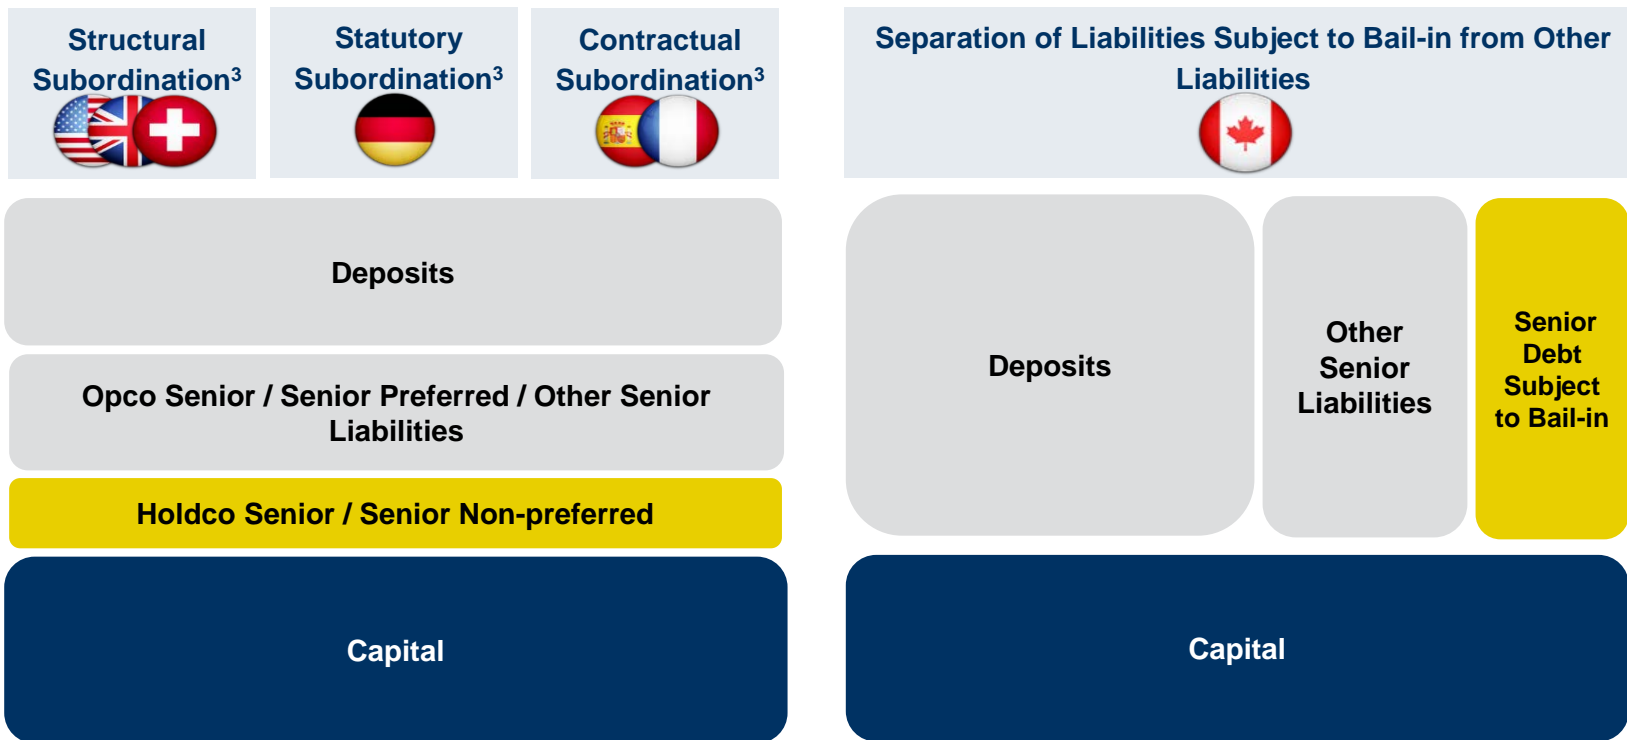 Structural
Subordination³
Statutory
Subordination³
Contractual
Subordination³
Separation of Liabilities Subject to Bail-in from Other
Liabilities
Deposits
Opco Senior / Senior Preferred / Other Senior
Liabilities
Holdco Senior / Senior Non-preferred
Capital
Deposits
Other
Senior
Liabilities
Senior
Debt
Subject
to Bail-in
Capital